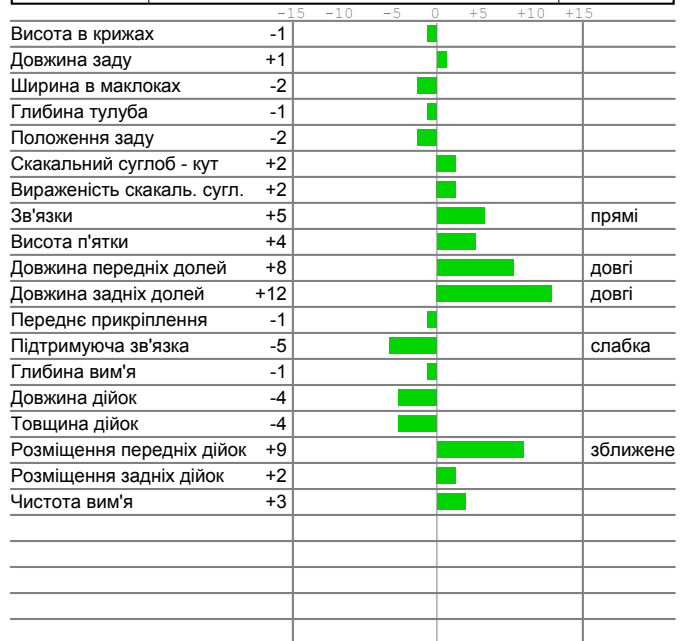 -15 -10 -5 0 +5 +10 +15
Висота в крижах -1
Довжина заду +1
Ширина в маклоках -2
Глибина тулуба -1
Положення заду -2
Скакальний суглоб - кут +2
Вираженість скакаль. сугл. +2
Зв'язки +5 прямі
Висота п'ятки +4
Довжина передніх долей +8 довгі
Довжина задніх долей +12 довгі
Переднє прикріплення -1
Підтримуюча зв'язка -5 слабка
Глибина вим'я -1
Довжина дійок -4
Товщина дійок -4
Розміщення передніх дійок +9 зближене
Розміщення задніх дійок +2
Чистота вим'я +3